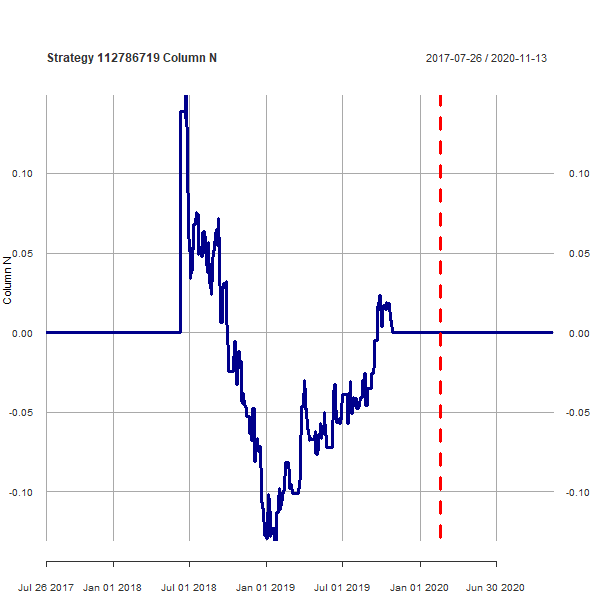 Strategy 112786719 Column N
2017-07-26 / 2020-11-13
Column N
0.10
0.05
0.00
-0.05
-0.10
0.10
0.05
0.00
-0.05
-0.10
Jul 26 2017
Jan 01 2018
Jul 01 2018
Jan 01 2019
Jul 01 2019
Jan 01 2020
Jun 30 2020